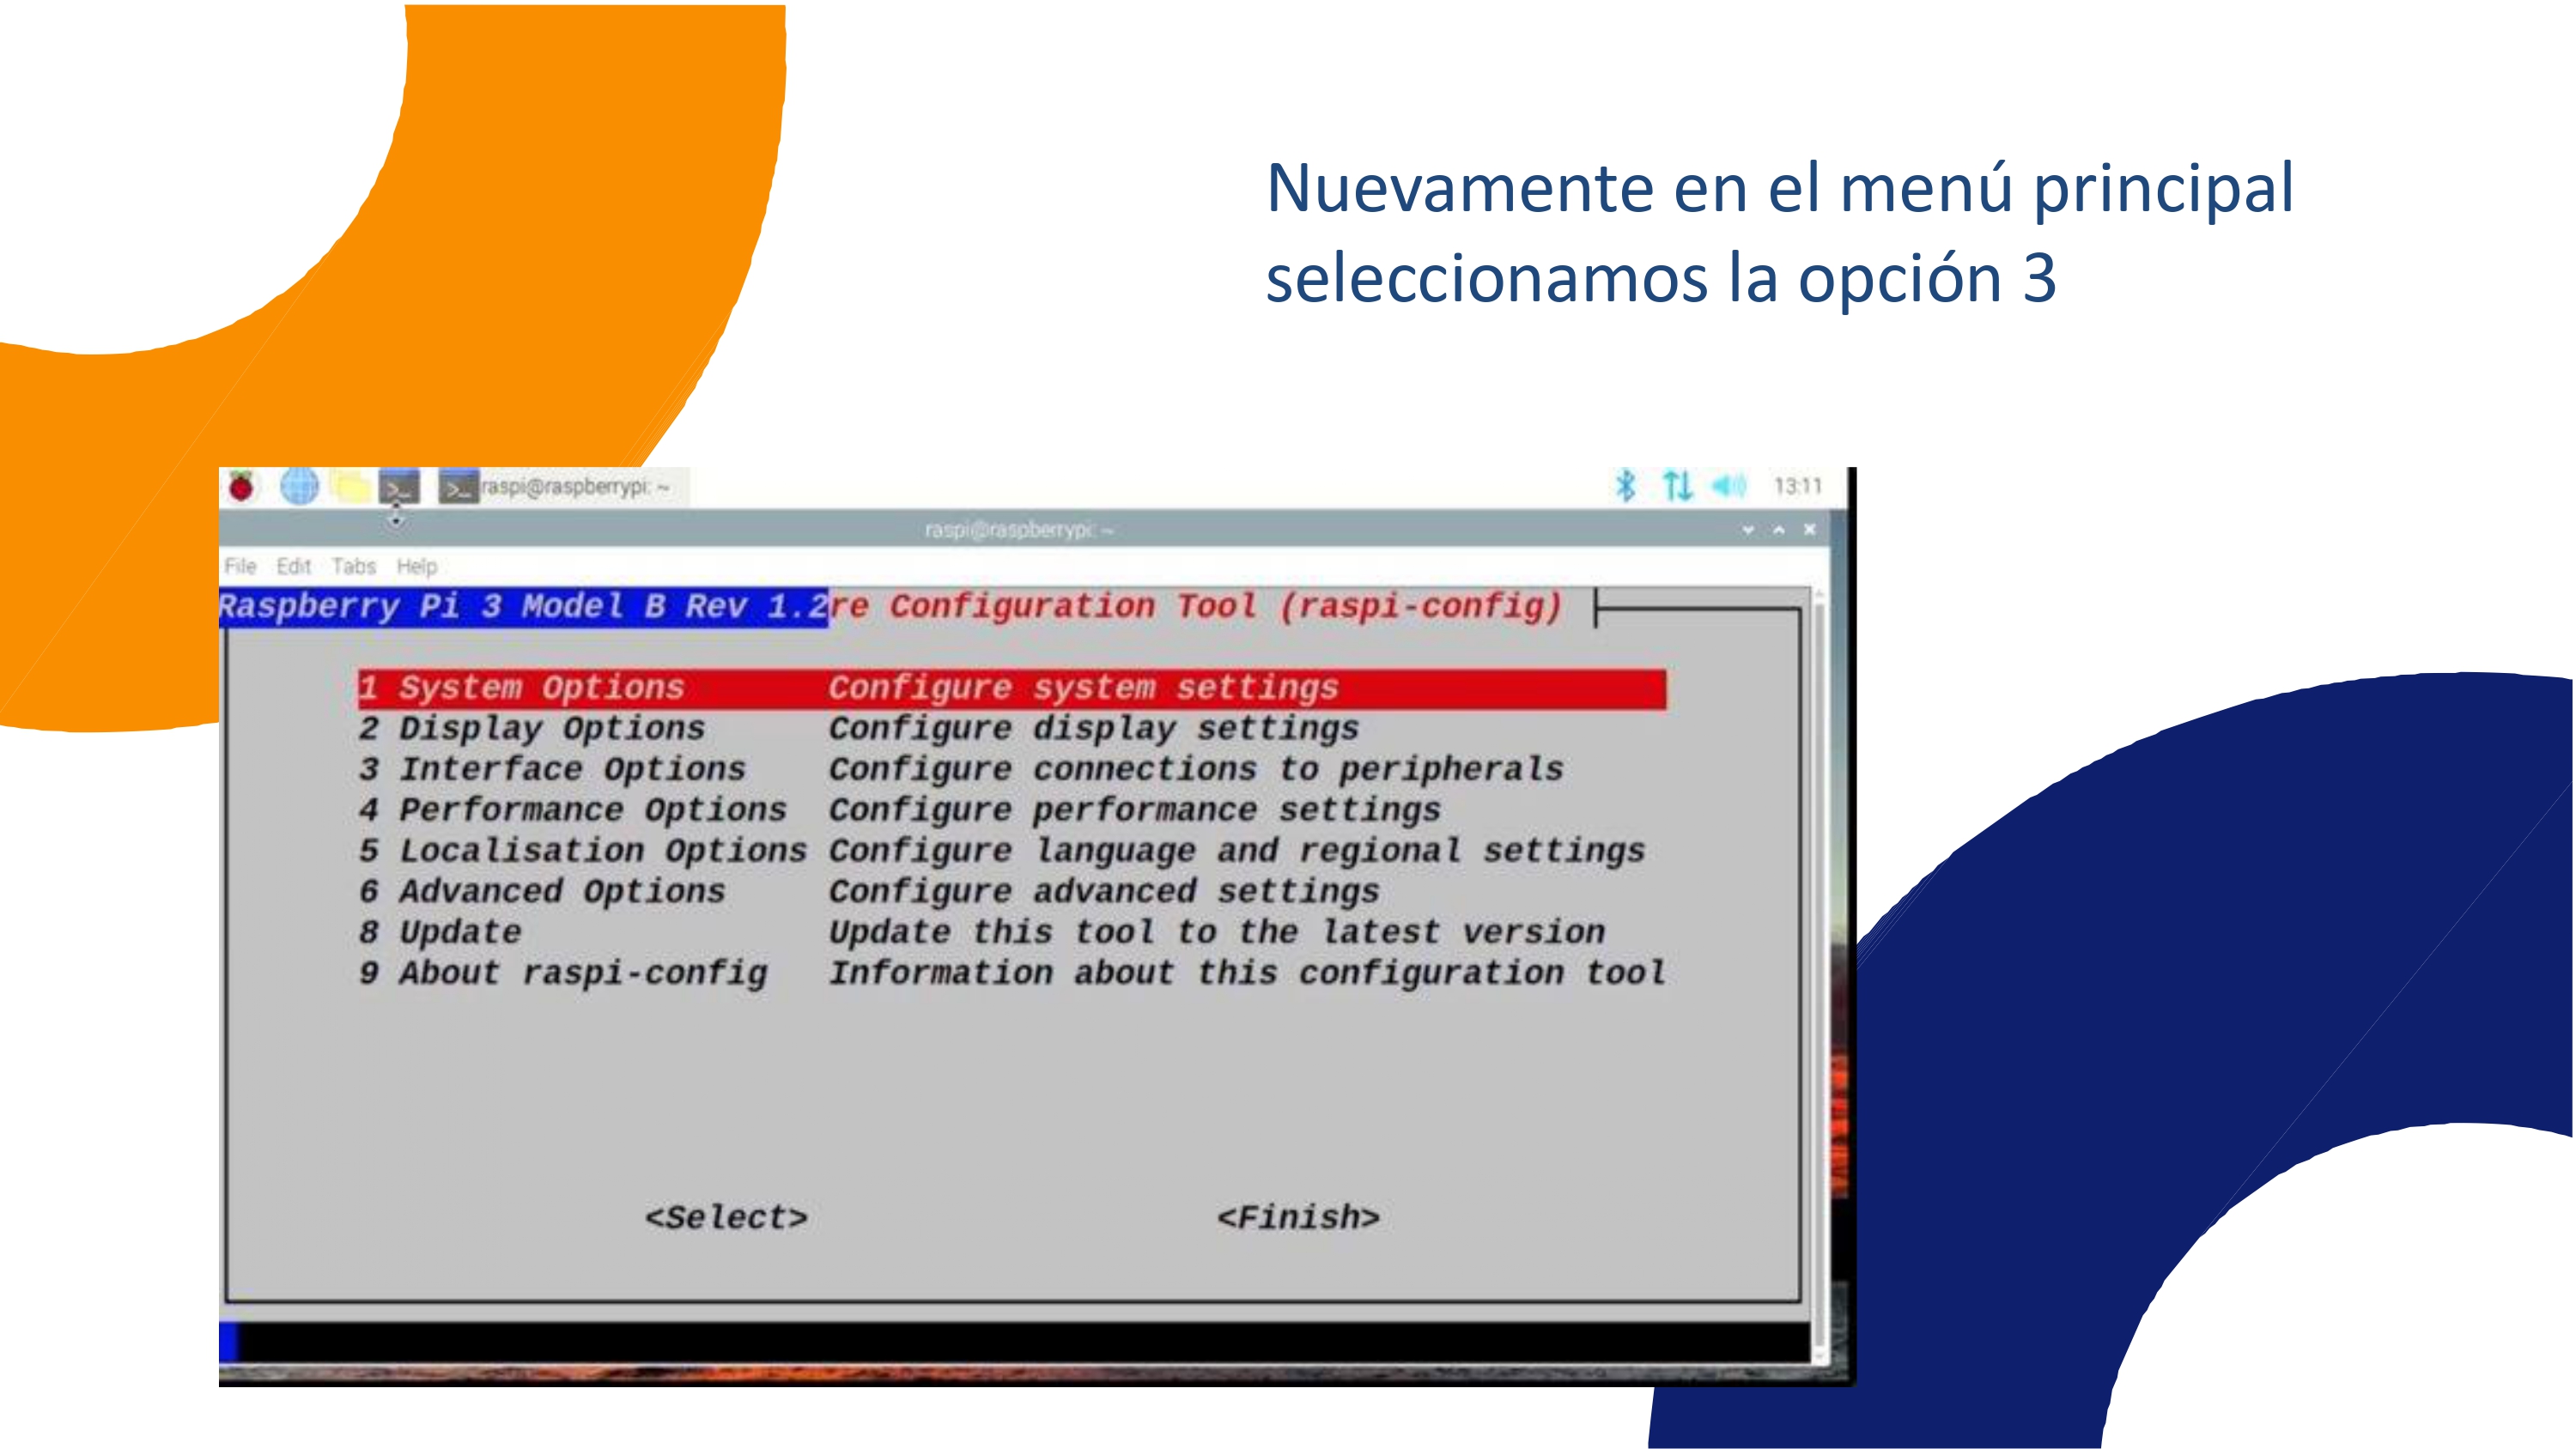 Nuevamente en el menú principal
seleccionamos la opción 3
>_ >_ raspi@raspberrypi: ~ 13:11
raspi@raspberrypi: ~
File Edit Tabs Help
Raspberry Pi 3 Model B Rev 1.2re Configuration Tool (raspi-config)
1 System Options Configure system settings
2 Display Options Configure display settings
3 Interface Options Configure connections to peripherals
4 Performance Options Configure performance settings
5 Localisation Options Configure language and regional settings
6 Advanced Options Configure advanced settings
8 Update Update this tool to the latest version
9 About raspi-config Information about this configuration tool
<Select> <Finish>